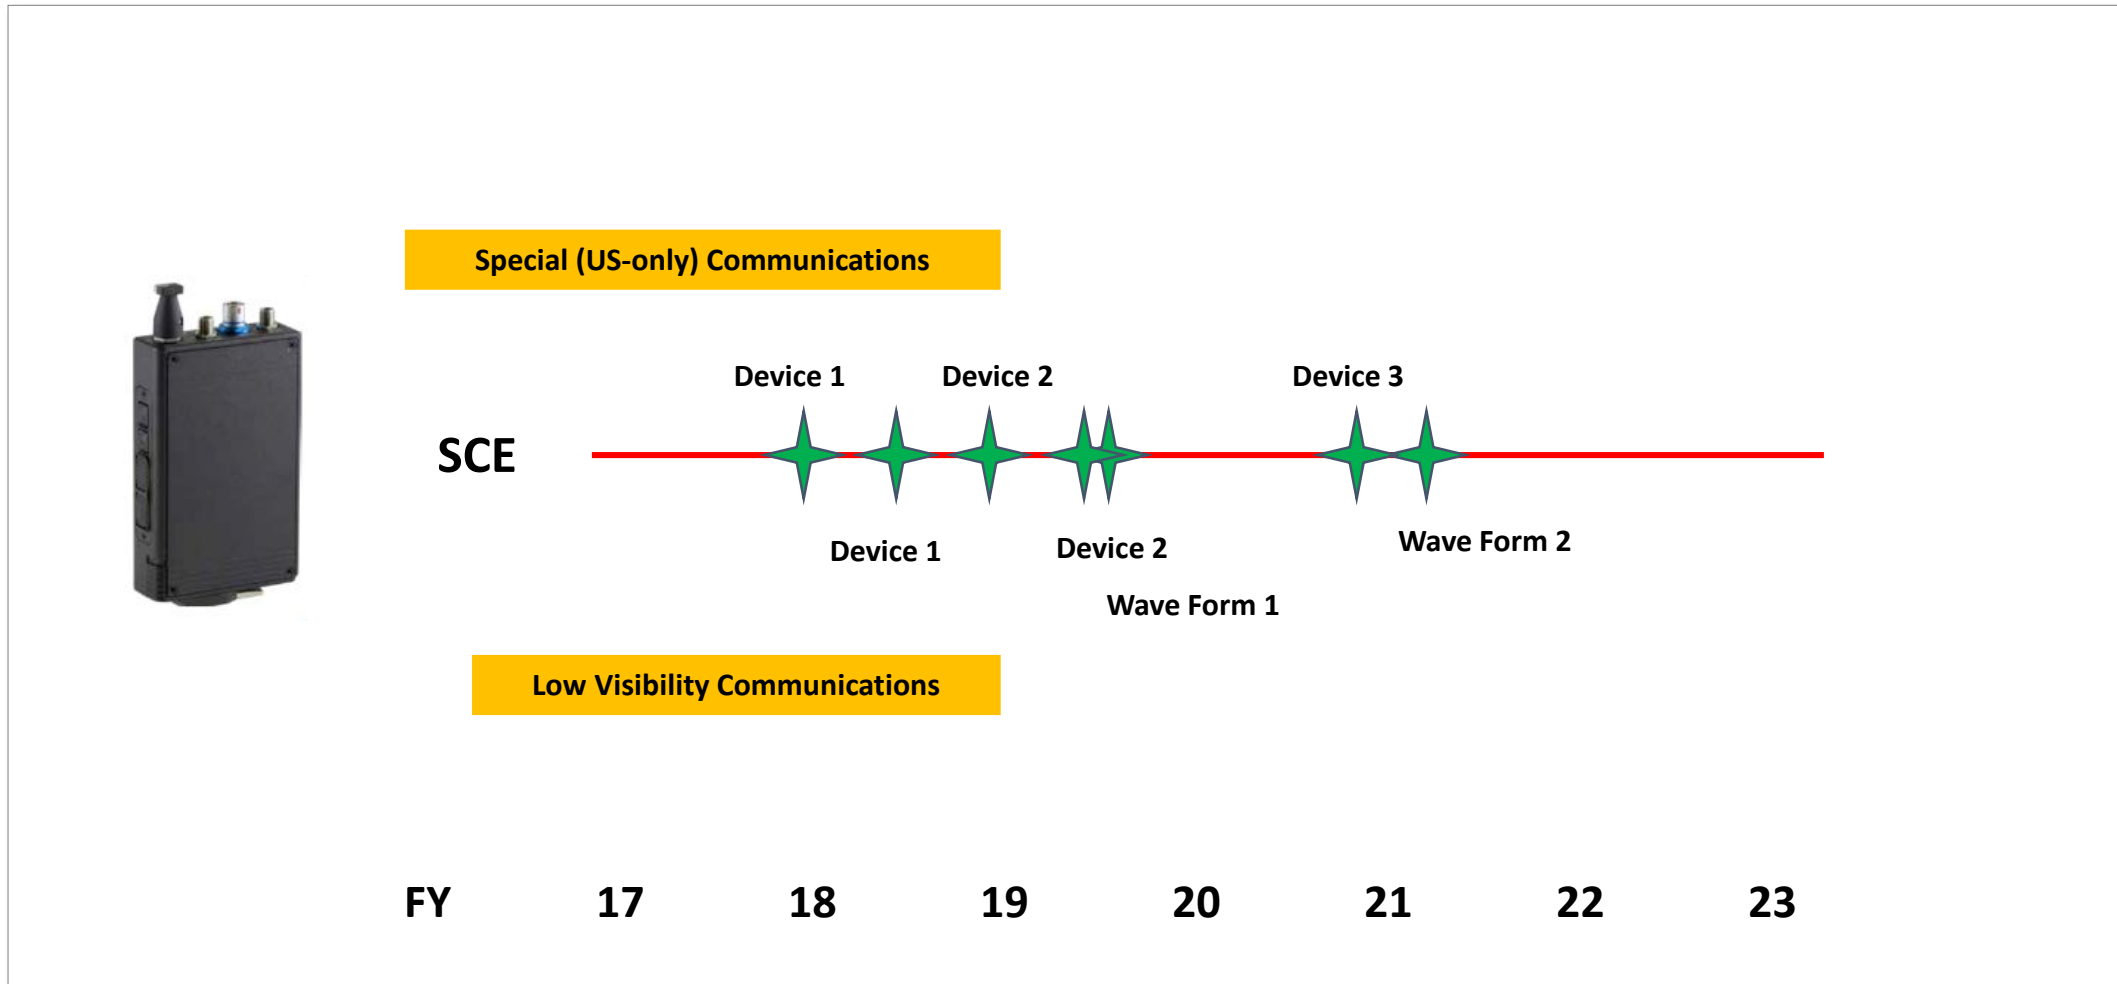 Special (US-only) Communications
Device 1 Device 2 Device 3
SCE
Device 1 Device 2 Wave Form 2
Wave Form 1
Low Visibility Communications
FY 17 18 19 20 21 22 23